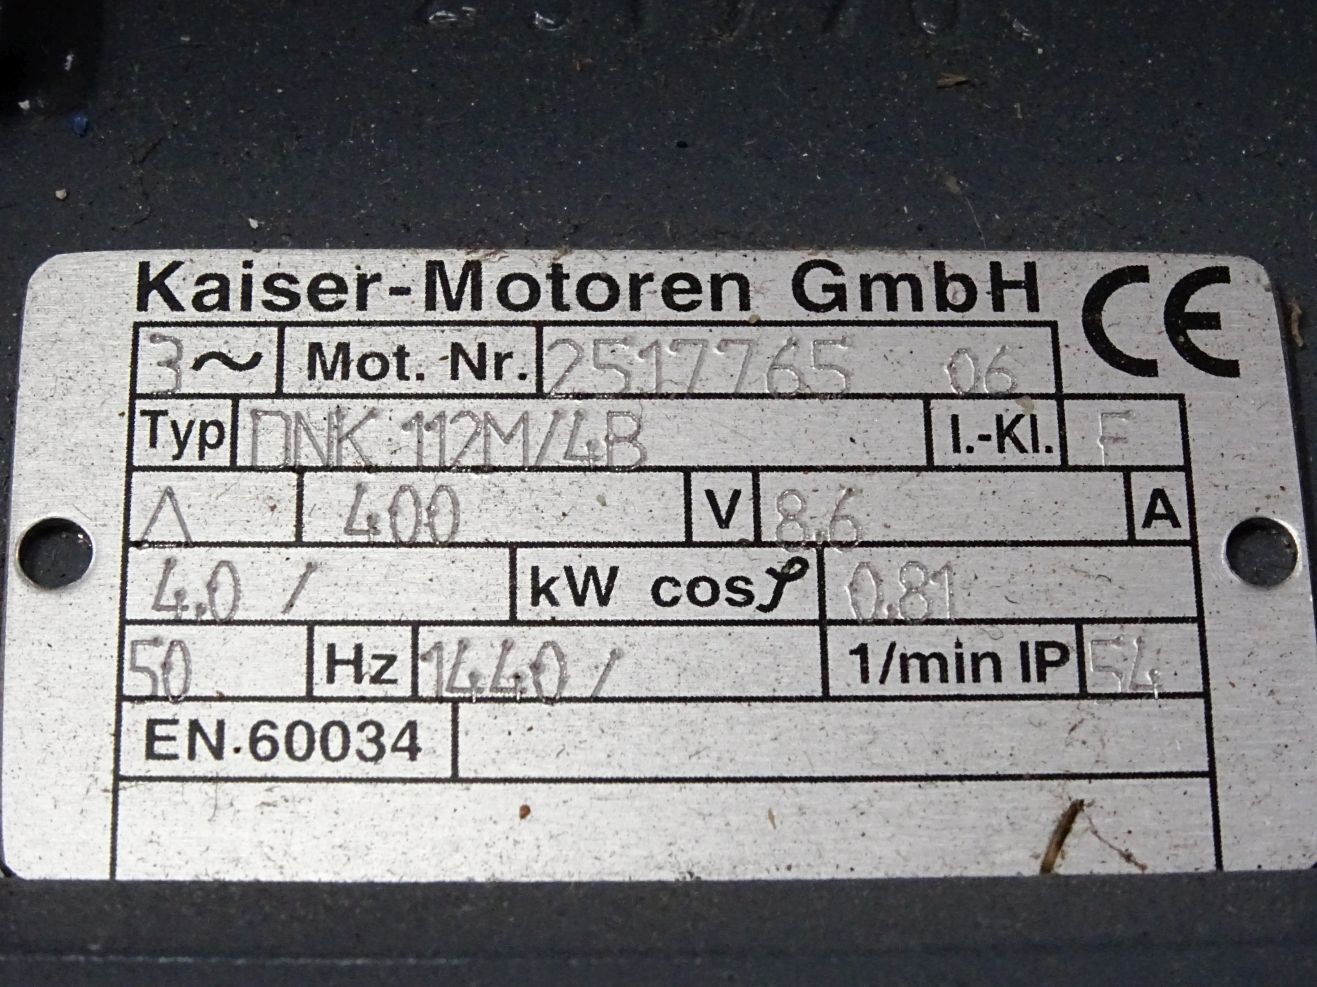 Kaiser-Motoren GmbH CE
3~ Mot. Nr. 2517765 06
Typ DNK 112M/4B I.-Kl. F
Λ 400 V 8.6 A
4.0 / kW cosφ 0.81
50 Hz 1440 / 1/min IP 54
EN 60034